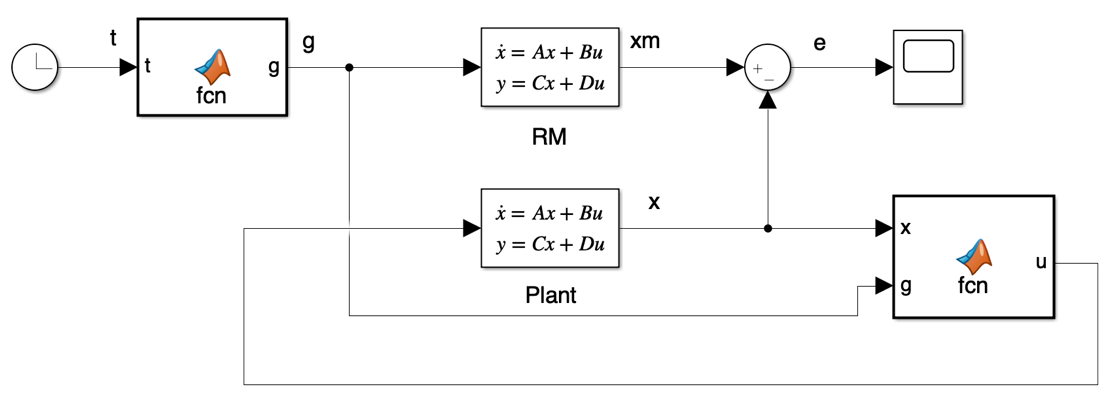 t
t
fcn
g
g
ẋ = Ax + Bu
y = Cx + Du
RM
xm
+
−
e
ẋ = Ax + Bu
y = Cx + Du
Plant
x
x
g
fcn
u